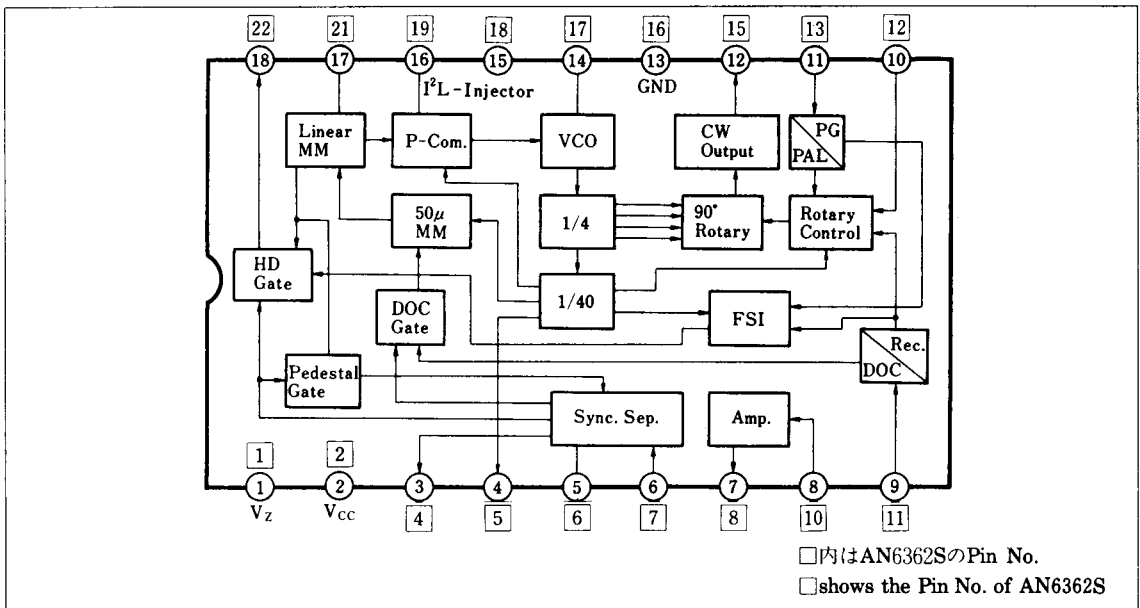 22 21 19 18 17 16 15 13 12
18 17 16 15 14 13 12 11 10
I²L-Injector GND
Linear MM
P-Com.
VCO
CW Output
PG PAL
50μ MM
1/4
90° Rotary
Rotary Control
HD Gate
DOC Gate
1/40
FSI
Rec. DOC
Pedestal Gate
Sync. Sep.
Amp.
1 2
1 2 3 4 5 6 7 8 9
VZ VCC 4 5 6 7 8 10 11
□内はAN6362SのPin No.
□shows the Pin No. of AN6362S